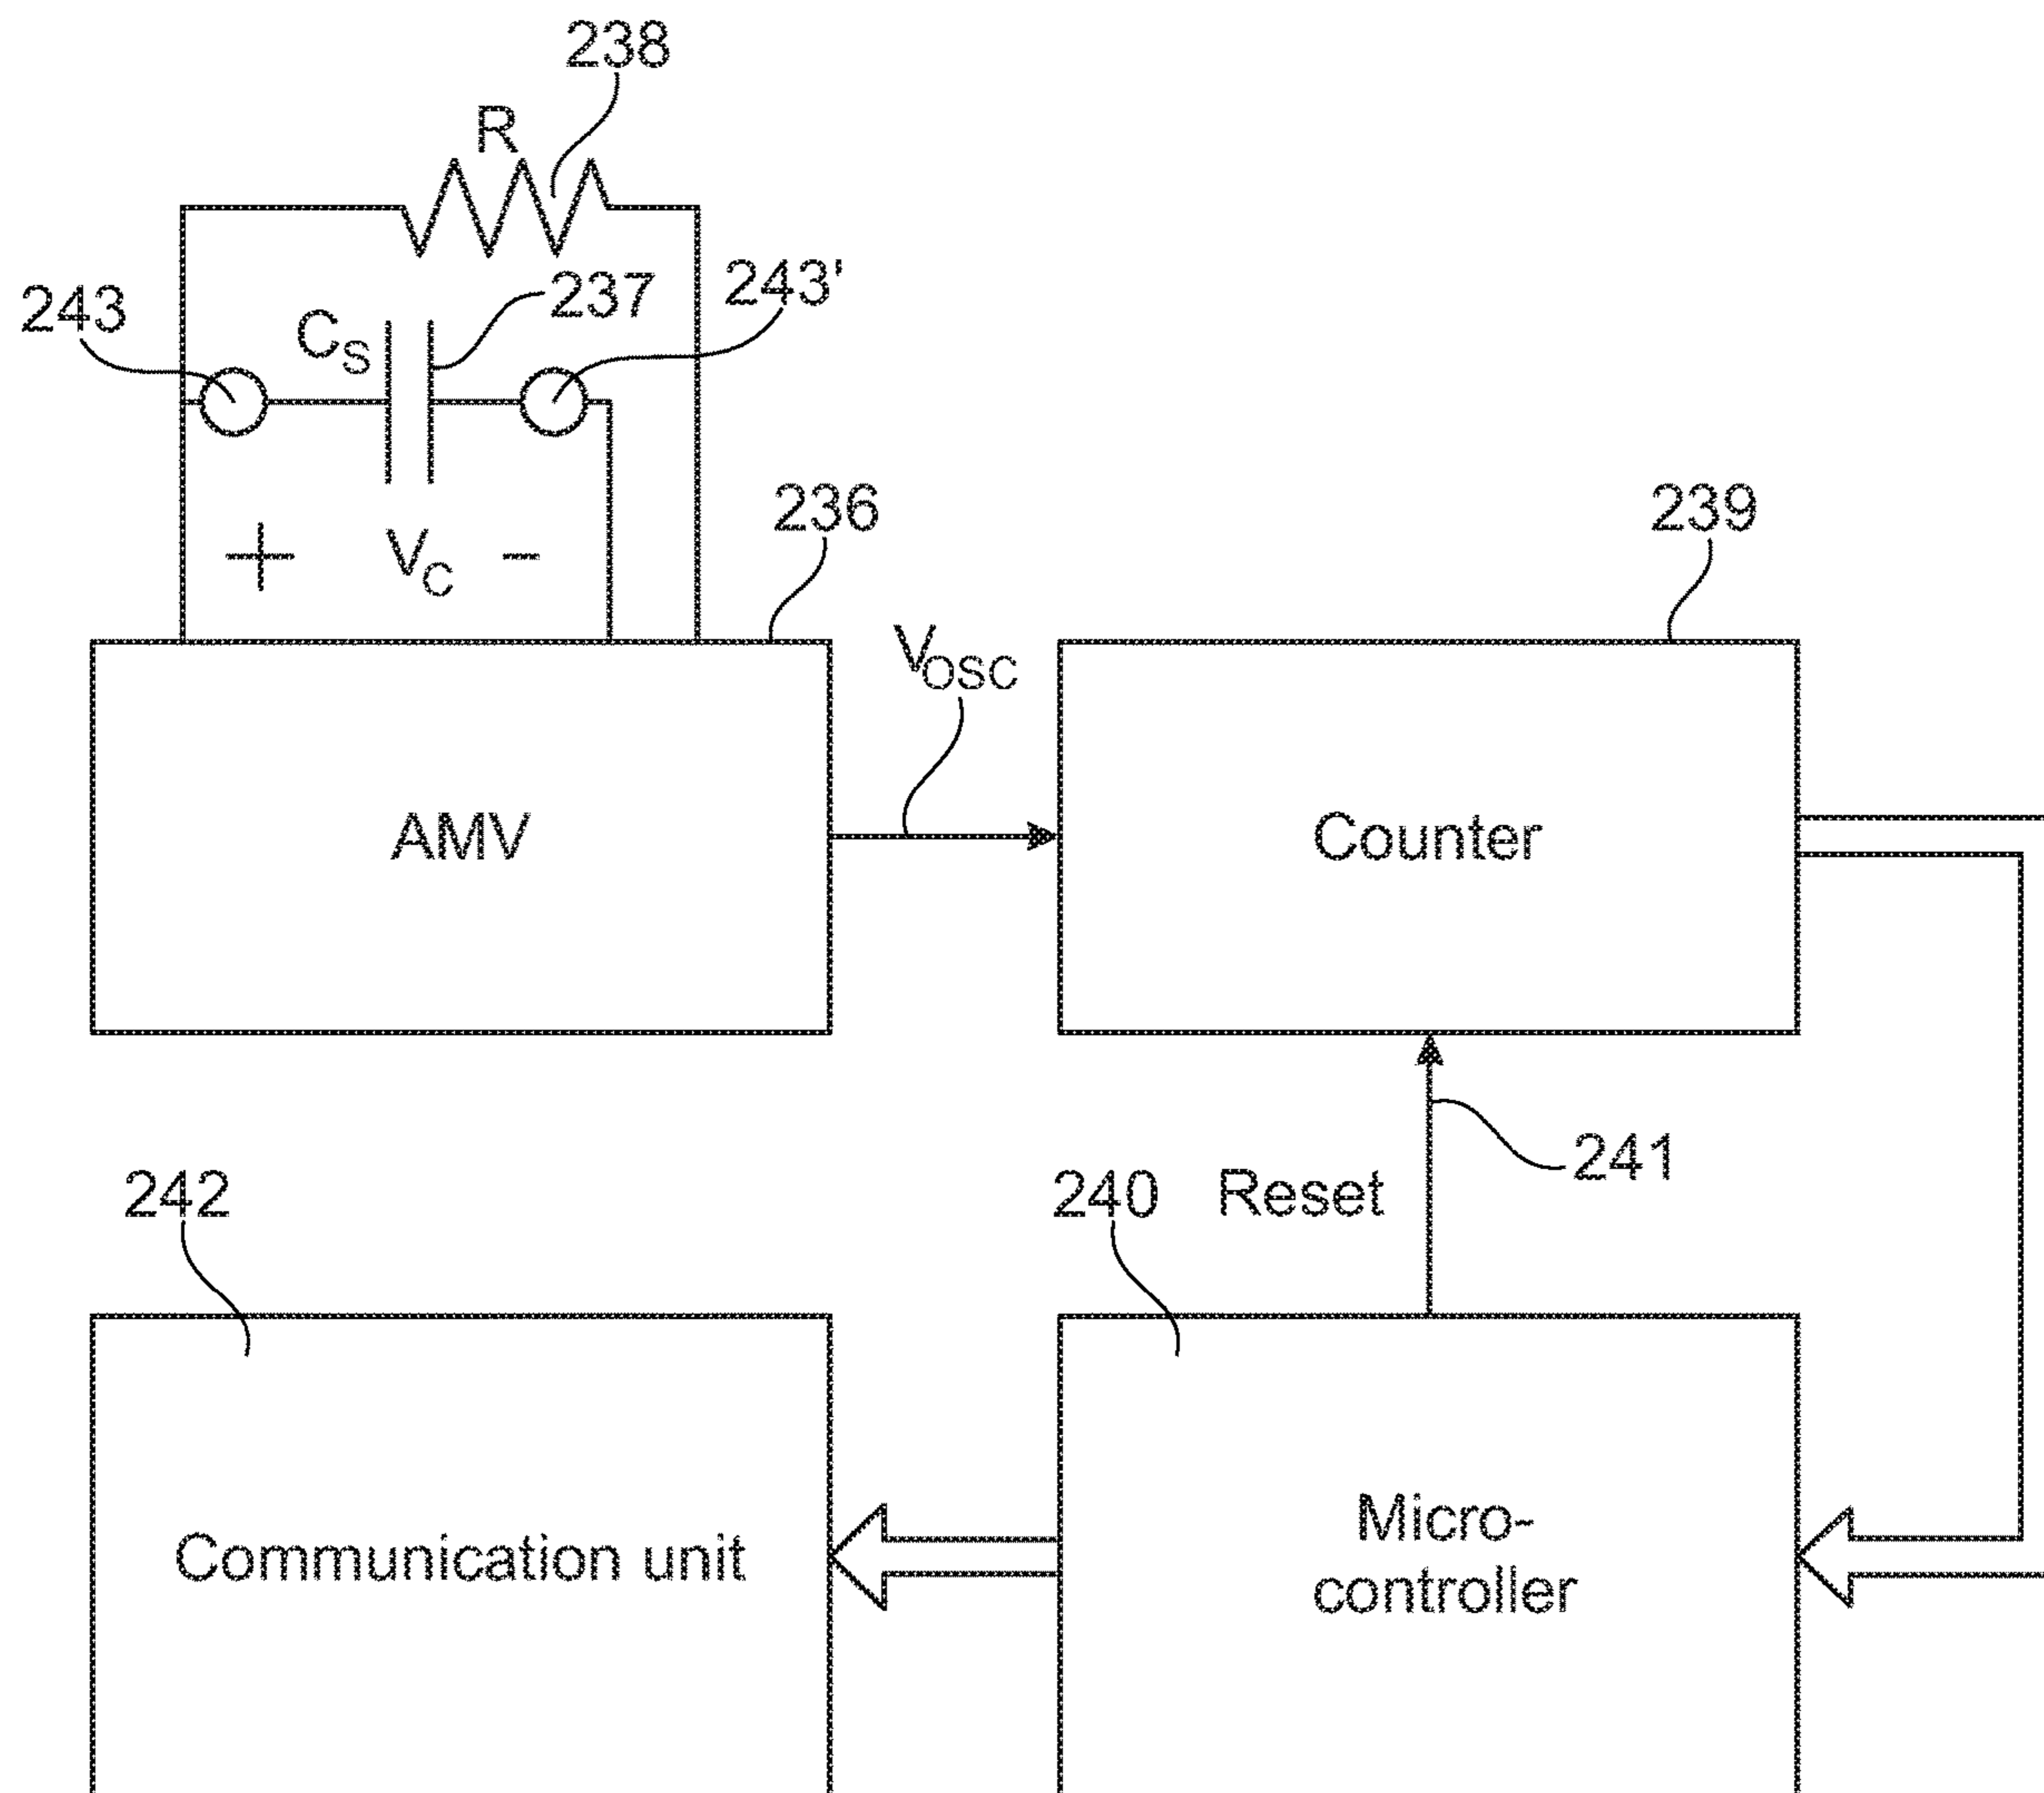 238
R
243
C_S
237
243'
+
V_C
−
236
239
V_OSC
AMV
Counter
241
242
240
Reset
Communication unit
Micro-
controller